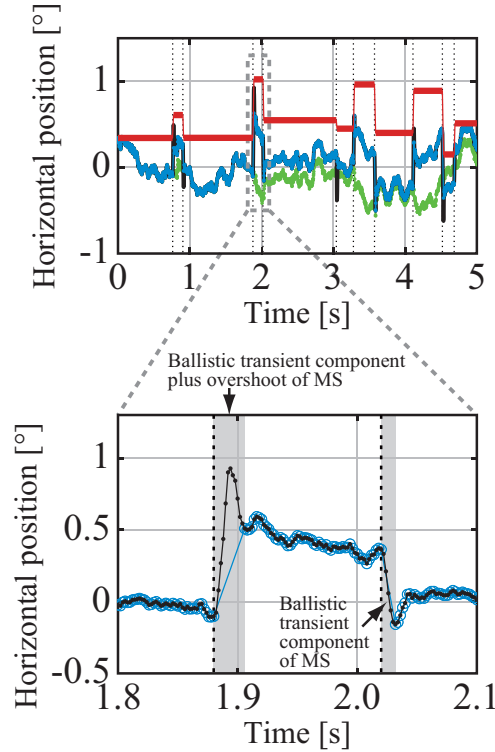 Horizontal position [°]
1
0
-1
0
1
2
3
4
5
Time [s]
Ballistic transient component
plus overshoot of MS
Horizontal position [°]
1
0.5
0
-0.5
Ballistic
transient
component
of MS
1.8
1.9
2.0
2.1
Time [s]